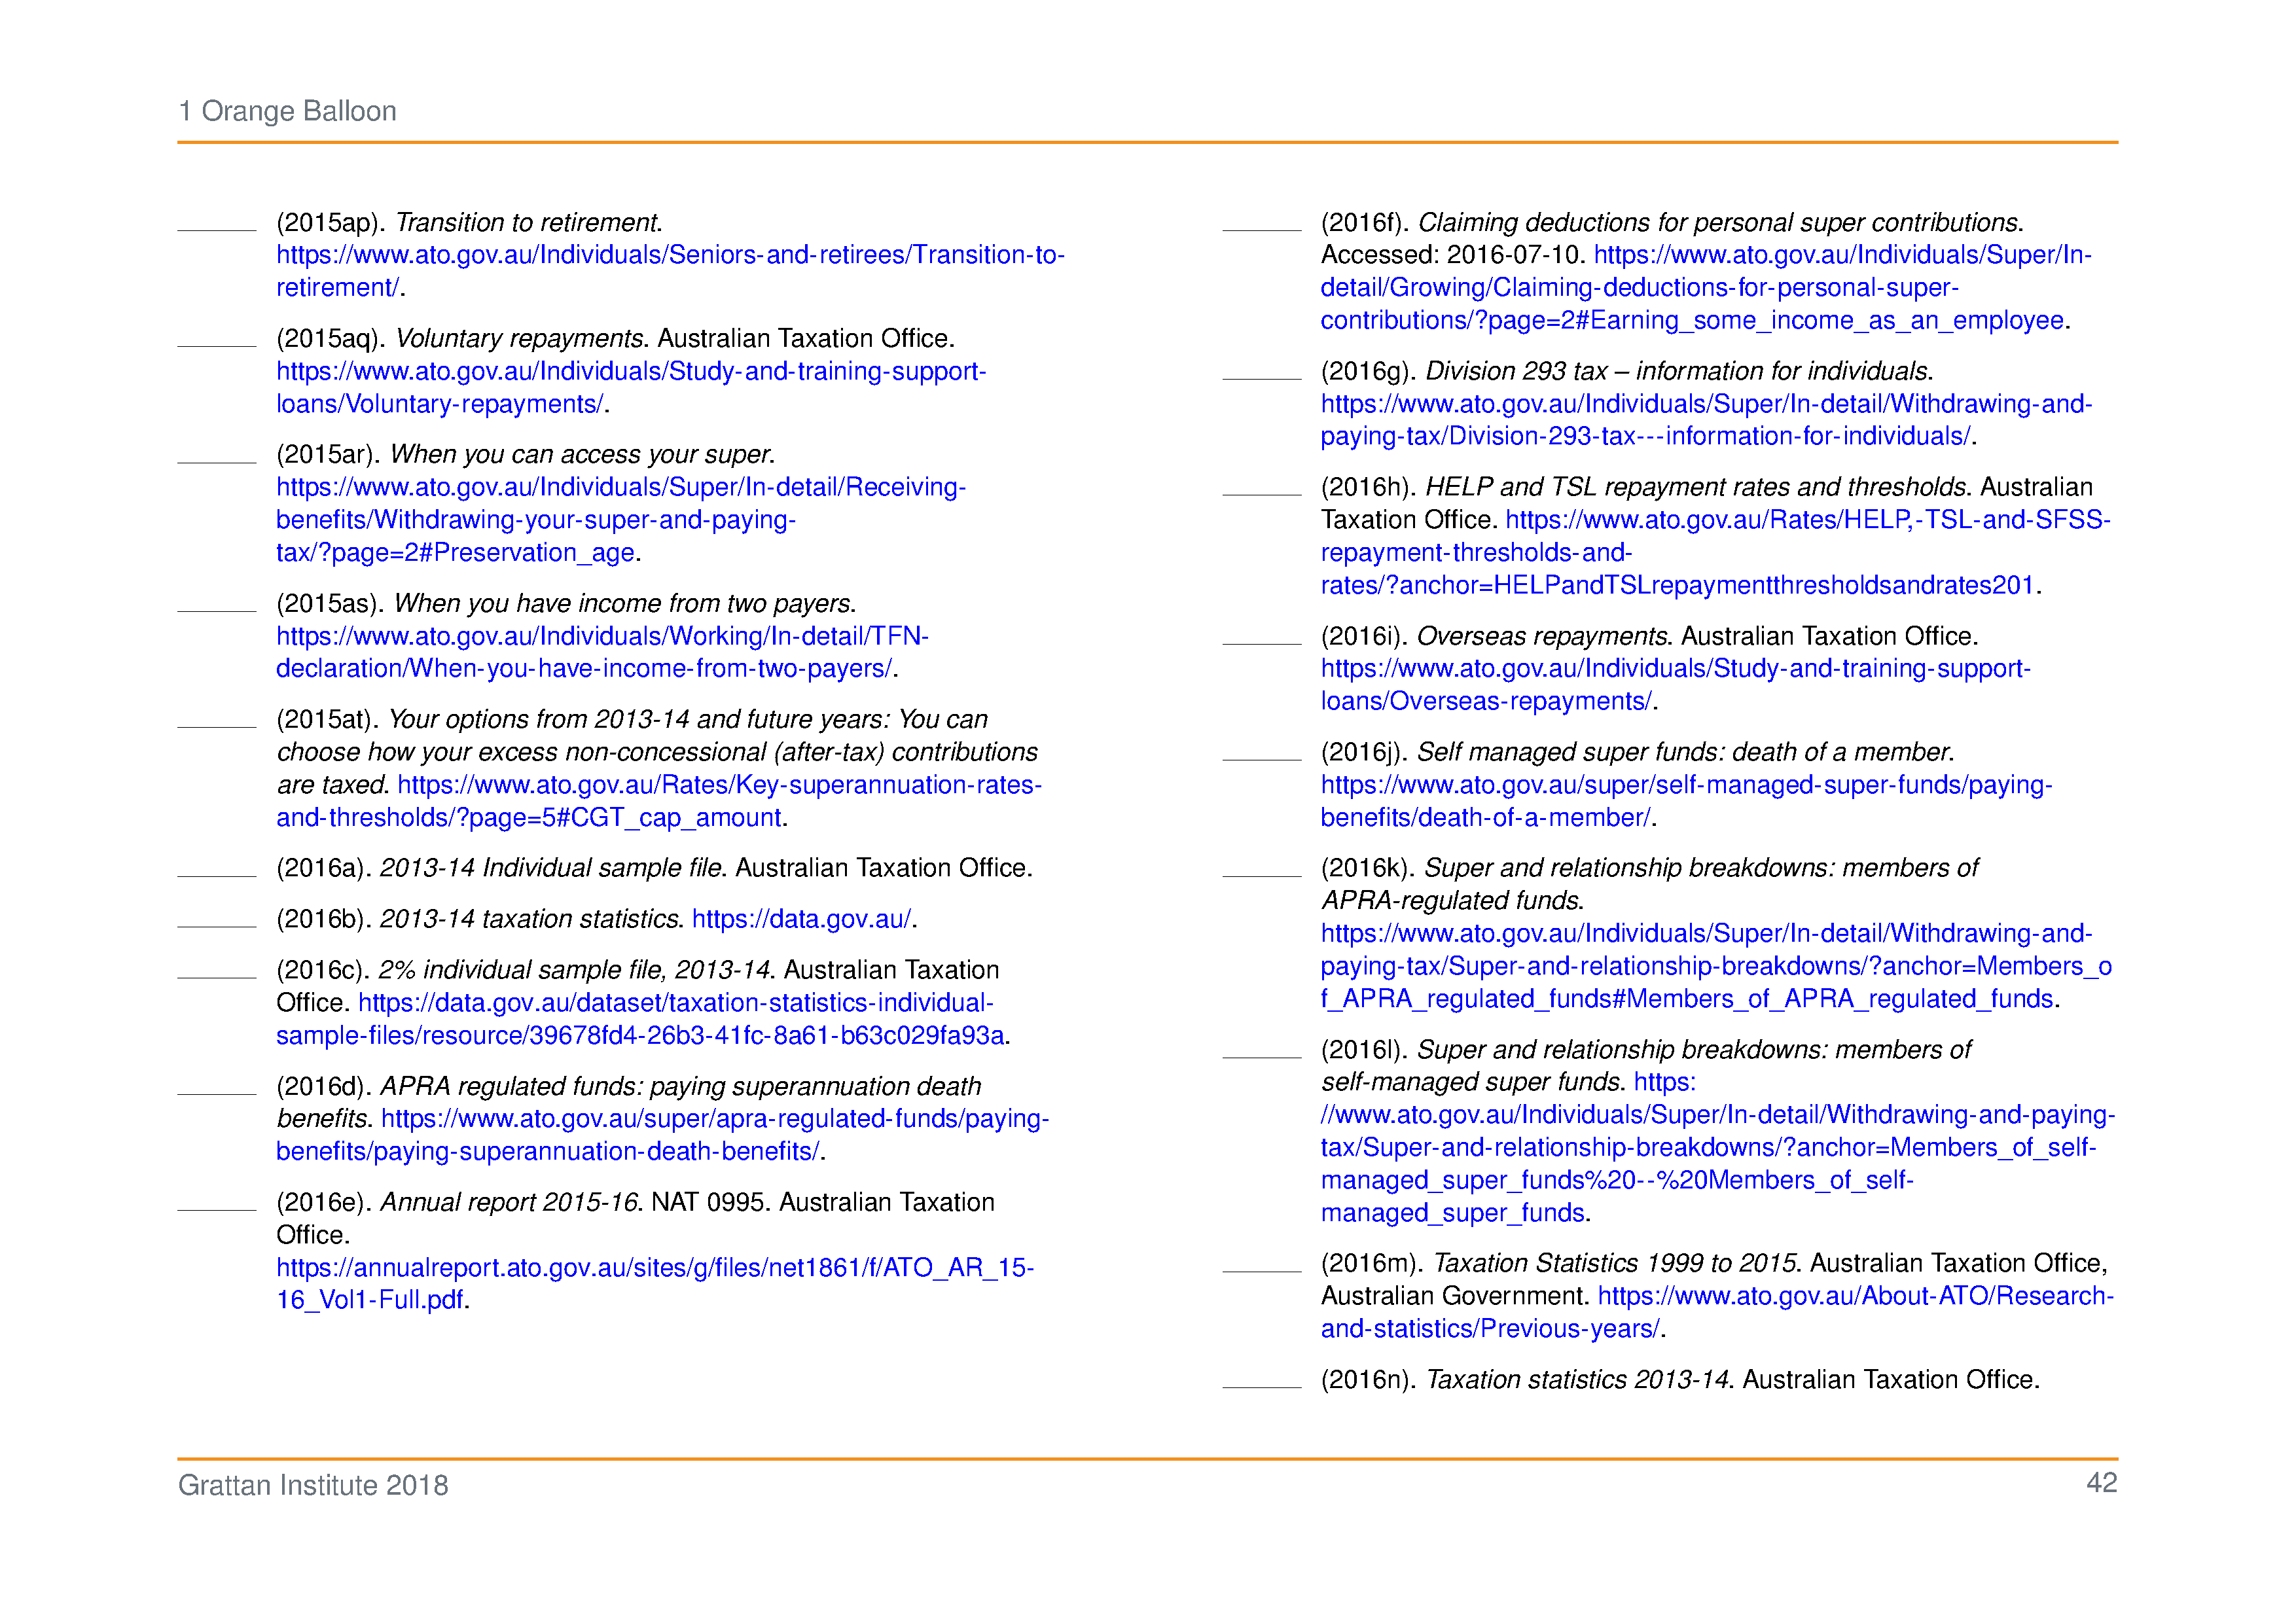 1 Orange Balloon
(2015ap). Transition to retirement.
https://www.ato.gov.au/Individuals/Seniors-and-retirees/Transition-to-
retirement/.
(2015aq). Voluntary repayments. Australian Taxation Office.
https://www.ato.gov.au/Individuals/Study-and-training-support-
loans/Voluntary-repayments/.
(2015ar). When you can access your super.
https://www.ato.gov.au/Individuals/Super/In-detail/Receiving-
benefits/Withdrawing-your-super-and-paying-
tax/?page=2#Preservation_age.
(2015as). When you have income from two payers.
https://www.ato.gov.au/Individuals/Working/In-detail/TFN-
declaration/When-you-have-income-from-two-payers/.
(2015at). Your options from 2013-14 and future years: You can
choose how your excess non-concessional (after-tax) contributions
are taxed. https://www.ato.gov.au/Rates/Key-superannuation-rates-
and-thresholds/?page=5#CGT_cap_amount.
(2016a). 2013-14 Individual sample file. Australian Taxation Office.
(2016b). 2013-14 taxation statistics. https://data.gov.au/.
(2016c). 2% individual sample file, 2013-14. Australian Taxation
Office. https://data.gov.au/dataset/taxation-statistics-individual-
sample-files/resource/39678fd4-26b3-41fc-8a61-b63c029fa93a.
(2016d). APRA regulated funds: paying superannuation death
benefits. https://www.ato.gov.au/super/apra-regulated-funds/paying-
benefits/paying-superannuation-death-benefits/.
(2016e). Annual report 2015-16. NAT 0995. Australian Taxation
Office.
https://annualreport.ato.gov.au/sites/g/files/net1861/f/ATO_AR_15-
16_Vol1-Full.pdf.
(2016f). Claiming deductions for personal super contributions.
Accessed: 2016-07-10. https://www.ato.gov.au/Individuals/Super/In-
detail/Growing/Claiming-deductions-for-personal-super-
contributions/?page=2#Earning_some_income_as_an_employee.
(2016g). Division 293 tax – information for individuals.
https://www.ato.gov.au/Individuals/Super/In-detail/Withdrawing-and-
paying-tax/Division-293-tax---information-for-individuals/.
(2016h). HELP and TSL repayment rates and thresholds. Australian
Taxation Office. https://www.ato.gov.au/Rates/HELP,-TSL-and-SFSS-
repayment-thresholds-and-
rates/?anchor=HELPandTSLrepaymentthresholdsandrates201.
(2016i). Overseas repayments. Australian Taxation Office.
https://www.ato.gov.au/Individuals/Study-and-training-support-
loans/Overseas-repayments/.
(2016j). Self managed super funds: death of a member.
https://www.ato.gov.au/super/self-managed-super-funds/paying-
benefits/death-of-a-member/.
(2016k). Super and relationship breakdowns: members of
APRA-regulated funds.
https://www.ato.gov.au/Individuals/Super/In-detail/Withdrawing-and-
paying-tax/Super-and-relationship-breakdowns/?anchor=Members_o
f_APRA_regulated_funds#Members_of_APRA_regulated_funds.
(2016l). Super and relationship breakdowns: members of
self-managed super funds. https:
//www.ato.gov.au/Individuals/Super/In-detail/Withdrawing-and-paying-
tax/Super-and-relationship-breakdowns/?anchor=Members_of_self-
managed_super_funds%20--%20Members_of_self-
managed_super_funds.
(2016m). Taxation Statistics 1999 to 2015. Australian Taxation Office,
Australian Government. https://www.ato.gov.au/About-ATO/Research-
and-statistics/Previous-years/.
(2016n). Taxation statistics 2013-14. Australian Taxation Office.
Grattan Institute 2018
42